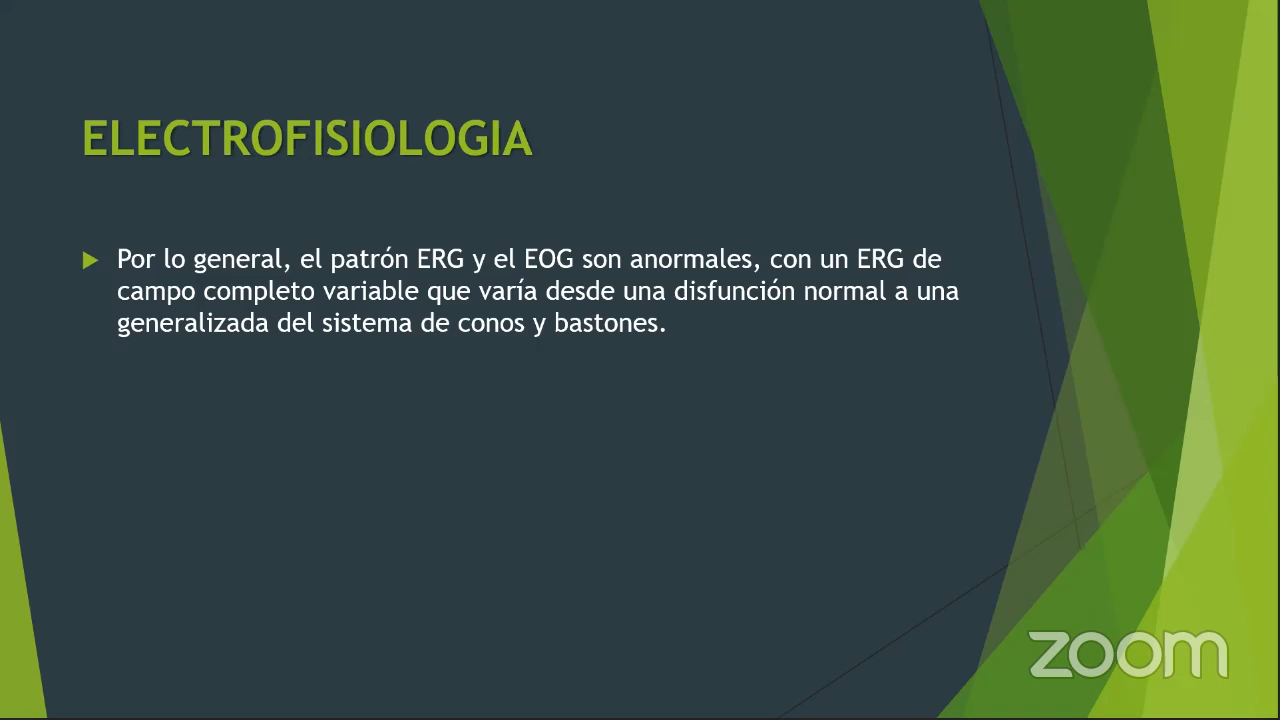 ELECTROFISIOLOGIA
Por lo general, el patrón ERG y el EOG son anormales, con un ERG de
campo completo variable que varía desde una disfunción normal a una
generalizada del sistema de conos y bastones.
zoom